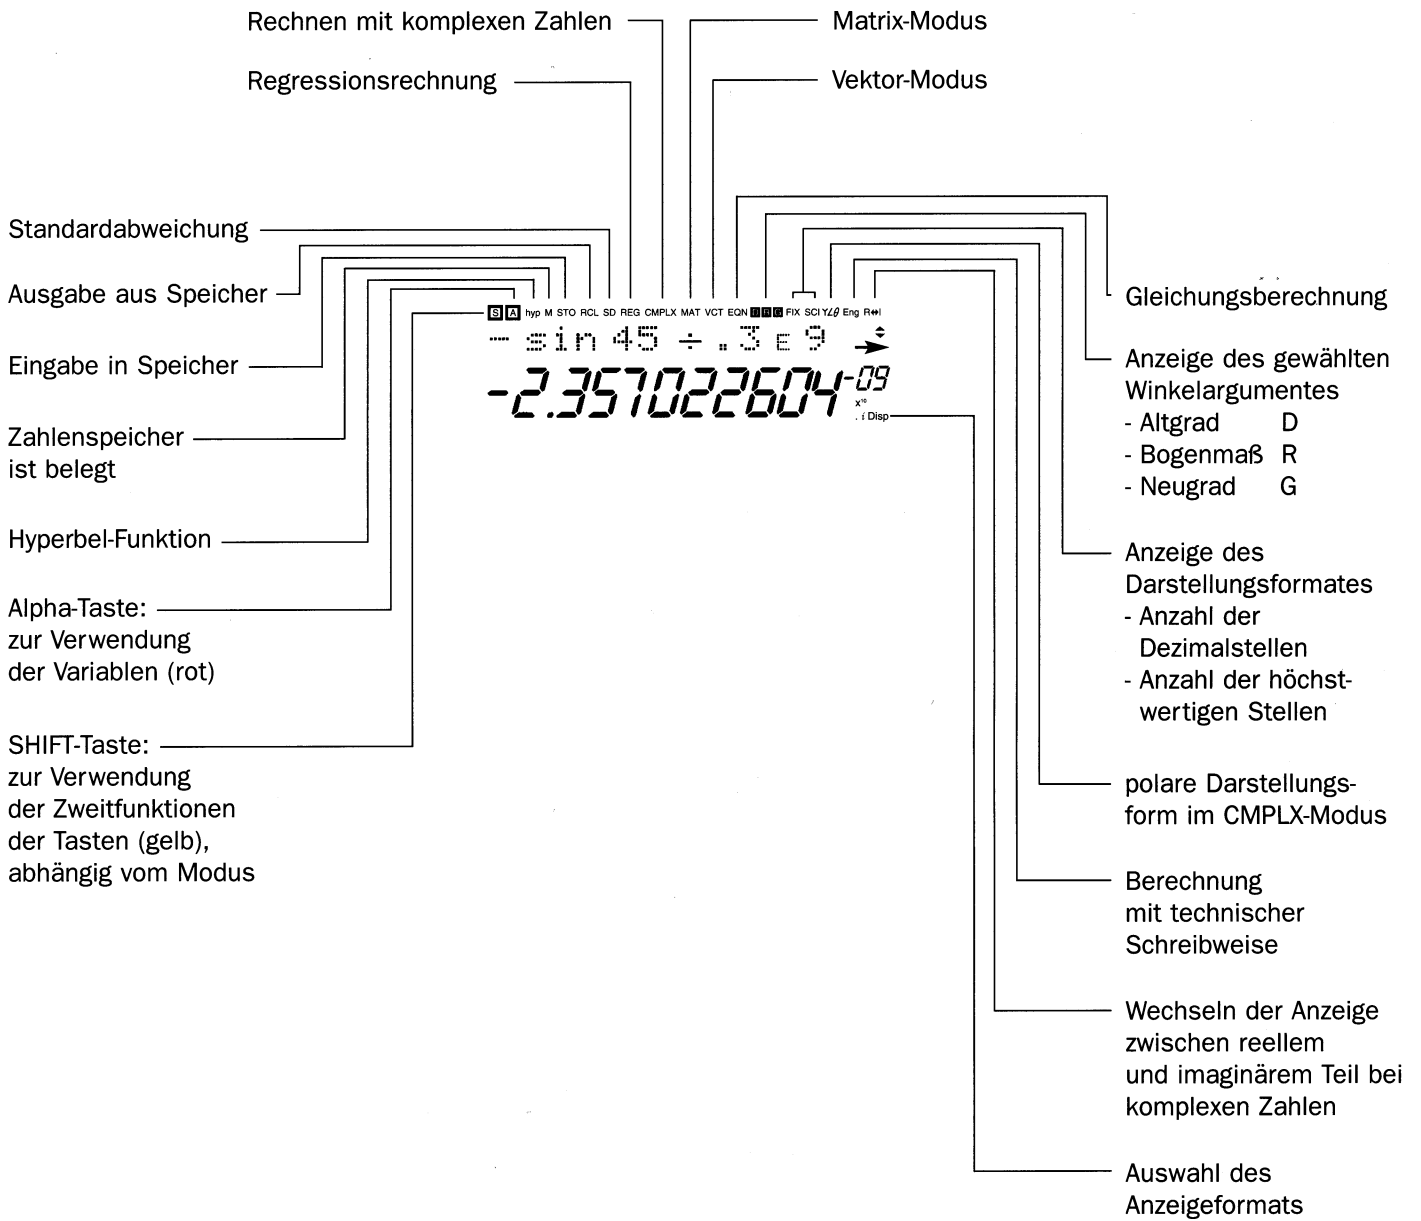 Rechnen mit komplexen Zahlen
Matrix-Modus
Regressionsrechnung
Vektor-Modus
Standardabweichung
Ausgabe aus Speicher
Eingabe in Speicher
Zahlenspeicher
ist belegt
Hyperbel-Funktion
Alpha-Taste:
zur Verwendung
der Variablen (rot)
SHIFT-Taste:
zur Verwendung
der Zweitfunktionen
der Tasten (gelb),
abhängig vom Modus
S A hyp M STO RCL SD REG CMPLX MAT VCT EQN D R G FIX SCI Y∠θ Eng R↔I
- sin45 ÷ .3 E 9
-2.357022604 -09
x¹⁰
. í Disp
Gleichungsberechnung
Anzeige des gewählten
Winkelargumentes
- Altgrad D
- Bogenmaß R
- Neugrad G
Anzeige des
Darstellungsformates
- Anzahl der
Dezimalstellen
- Anzahl der höchst-
wertigen Stellen
polare Darstellungs-
form im CMPLX-Modus
Berechnung
mit technischer
Schreibweise
Wechseln der Anzeige
zwischen reellem
und imaginärem Teil bei
komplexen Zahlen
Auswahl des
Anzeigeformats